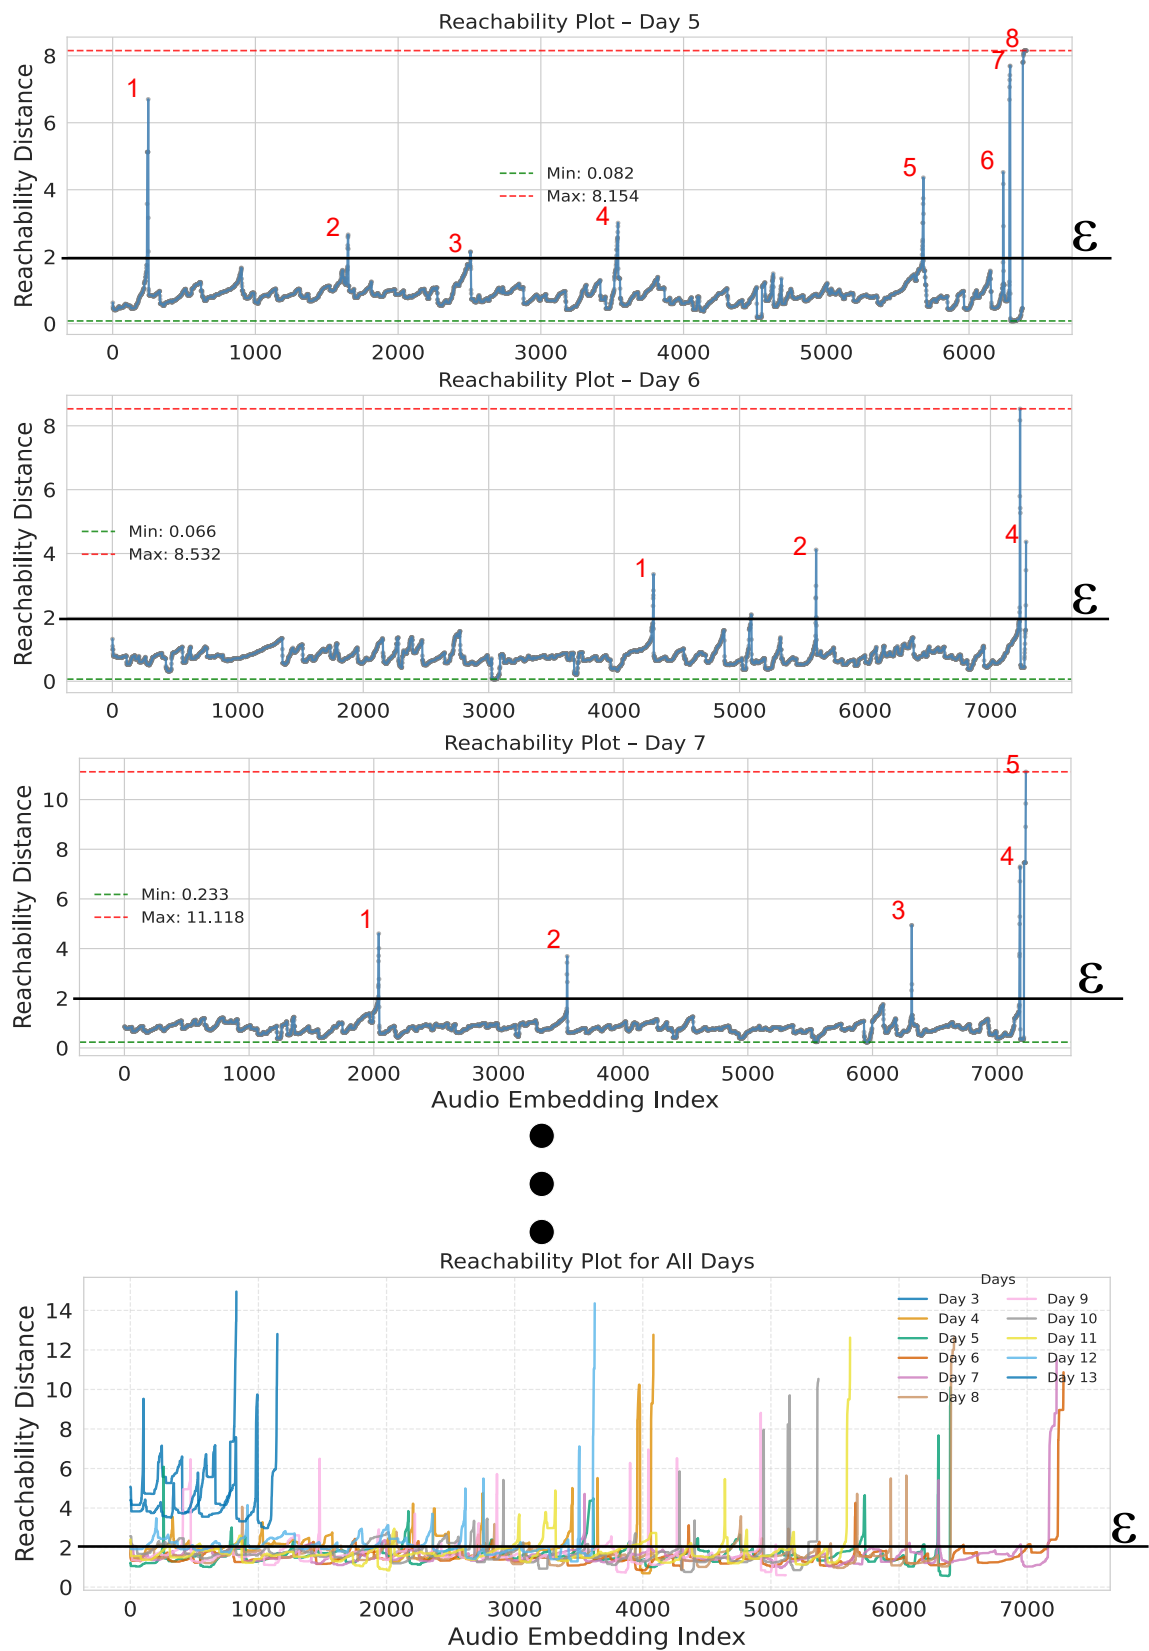 Reachability Plot – Day 5
Reachability Distance
8
6
4
2
0
1
2
3
4
5
6
7
8
Min: 0.082
Max: 8.154
ε
0 1000 2000 3000 4000 5000 6000
Reachability Plot – Day 6
Reachability Distance
8
6
4
2
0
Min: 0.066
Max: 8.532
1
2
4
ε
0 1000 2000 3000 4000 5000 6000 7000
Reachability Plot – Day 7
Reachability Distance
10
8
6
4
2
0
Min: 0.233
Max: 11.118
1
2
3
4
5
ε
0 1000 2000 3000 4000 5000 6000 7000
Audio Embedding Index
Reachability Plot for All Days
Reachability Distance
14
12
10
8
6
4
2
0
Days
Day 3 Day 9
Day 4 Day 10
Day 5 Day 11
Day 6 Day 12
Day 7 Day 13
Day 8
ε
0 1000 2000 3000 4000 5000 6000 7000
Audio Embedding Index